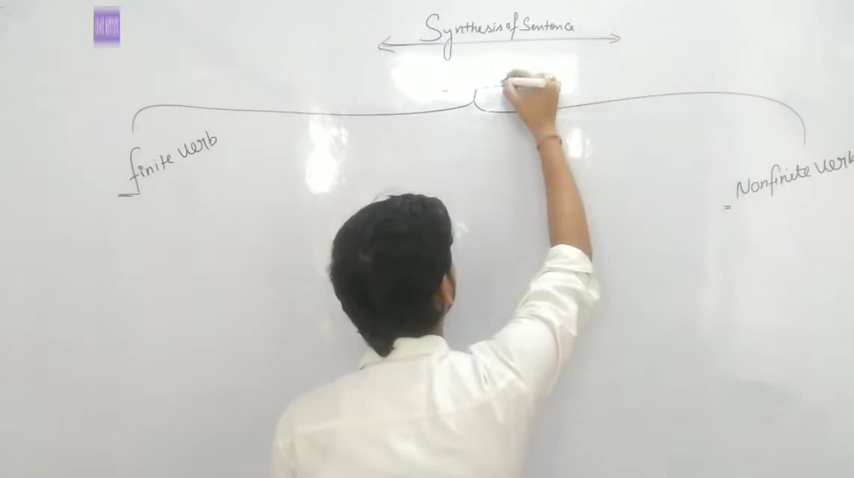 Synthesis of Sentence
finite verb
Nonfinite verb